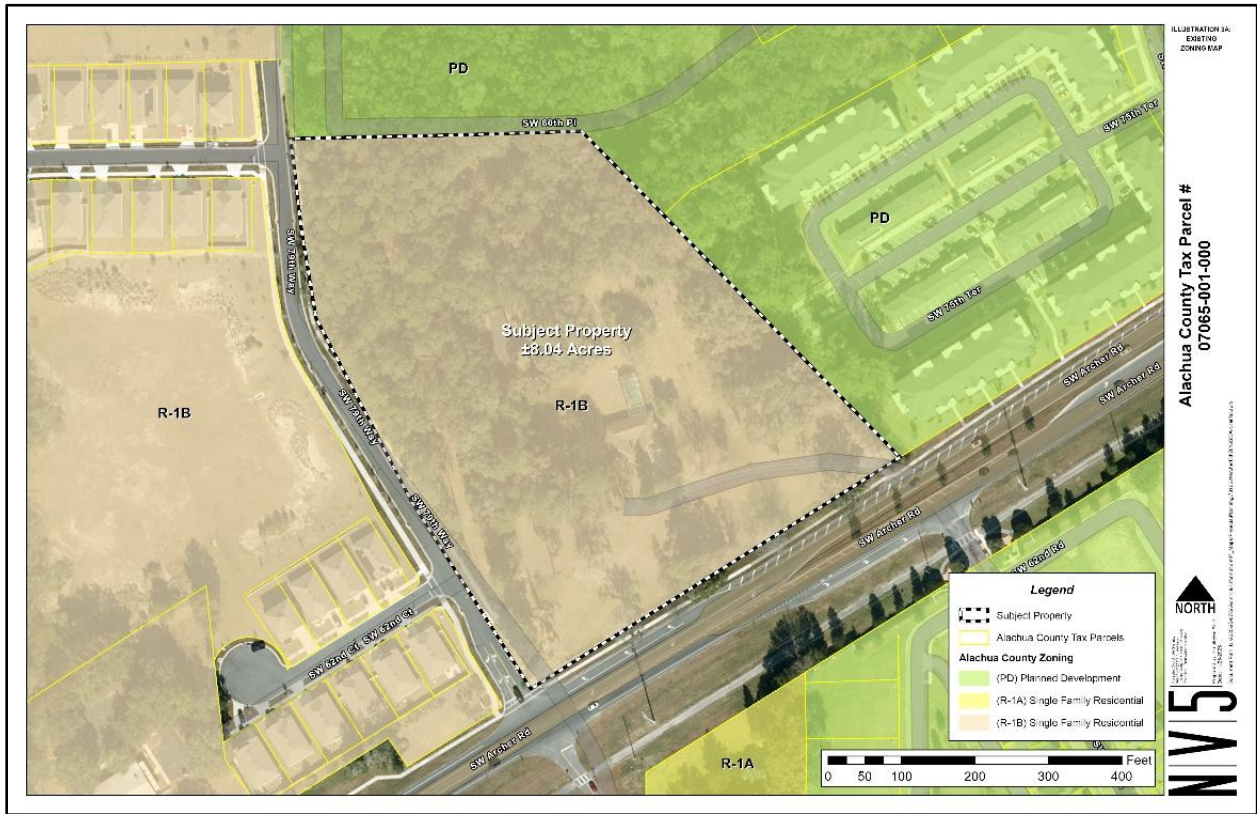 ILLUSTRATION 3A:
EXISTING
ZONING MAP
PD
SW 60th Pl
SW 75th Ter
PD
SW 79th Way
SW 75th Ter
Subject Property
±8.04 Acres
SW Archer Rd
SW Archer Rd
R-1B
R-1B
SW 79th Way
SW 79th Way
SW Archer Rd
SW 62nd Rd
SW 62nd Ct
SW 62nd Ct
SW Archer Rd
R-1A
Legend
Subject Property
Alachua County Tax Parcels
Alachua County Zoning
(PD) Planned Development
(R-1A) Single Family Residential
(R-1B) Single Family Residential
Feet
0 50 100 200 300 400
Alachua County Tax Parcel #
07065-001-000
NORTH
N|V|5